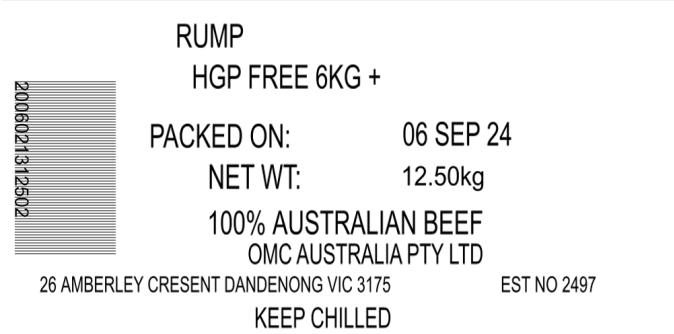 RUMP
HGP FREE 6KG +
2006021312502
PACKED ON: 06 SEP 24
NET WT: 12.50kg
100% AUSTRALIAN BEEF
OMC AUSTRALIA PTY LTD
26 AMBERLEY CRESENT DANDENONG VIC 3175 EST NO 2497
KEEP CHILLED